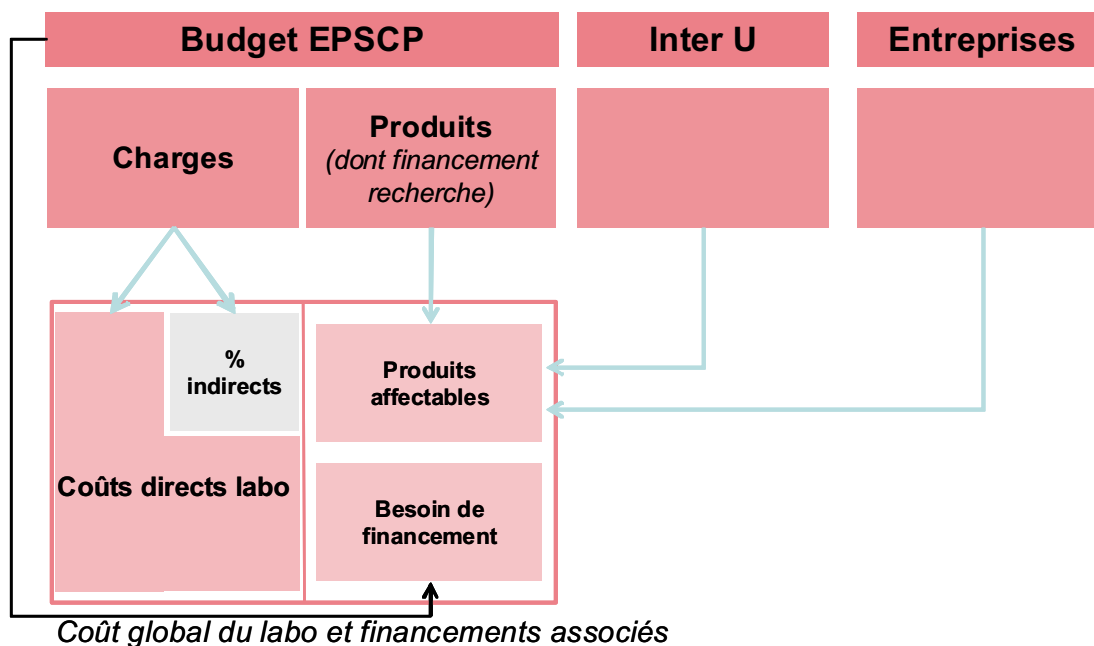 Budget EPSCP
Inter U
Entreprises
Charges
Produits
(dont financement
recherche)
%
indirects
Produits
affectables
Coûts directs labo
Besoin de
financement
Coût global du labo et financements associés